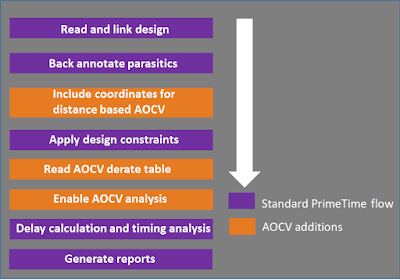 Read and link design
Back annotate parasitics
Include coordinates for
distance based AOCV
Apply design constraints
Read AOCV derate table
Enable AOCV analysis
Delay calculation and timing analysis
Generate reports
Standard PrimeTime flow
AOCV additions